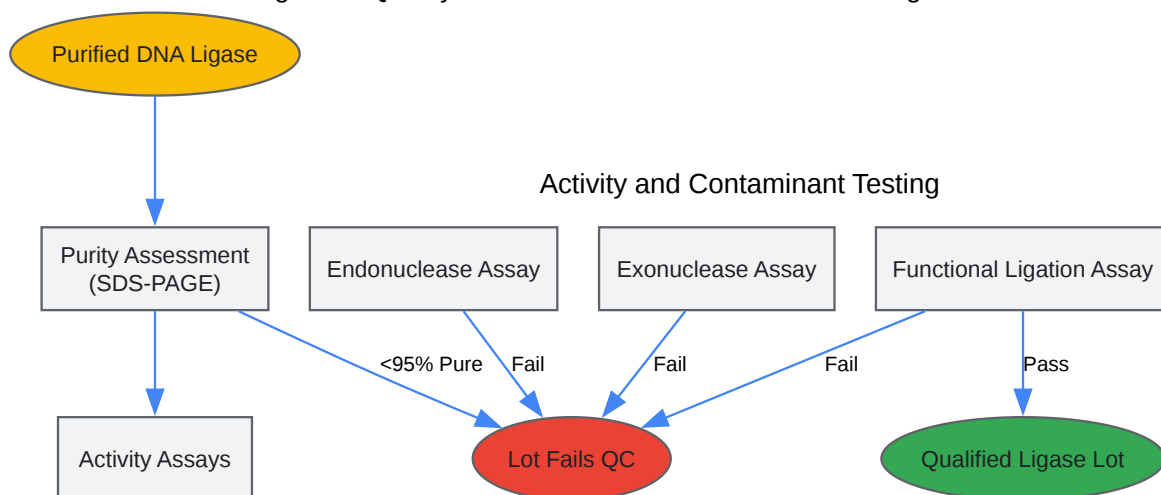 Purified DNA Ligase
Activity and Contaminant Testing
Purity Assessment
(SDS-PAGE)
Endonuclease Assay
Exonuclease Assay
Functional Ligation Assay
<95% Pure
Fail
Fail
Fail
Pass
Activity Assays
Lot Fails QC
Qualified Ligase Lot